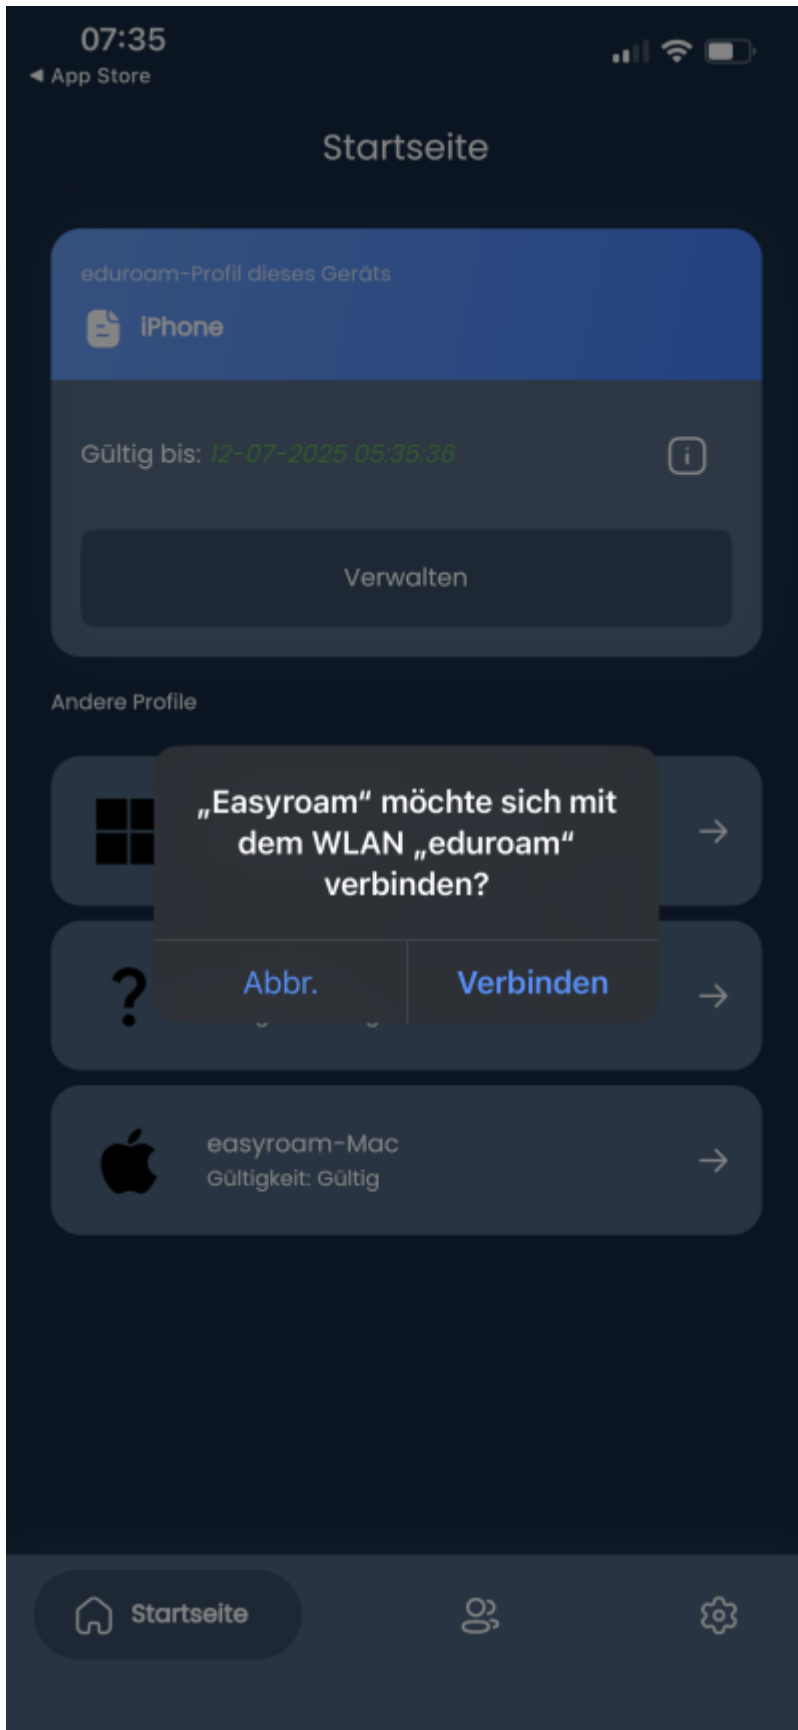 07:35
◀ App Store
Startseite
eduroam-Profil dieses Geräts
iPhone
Gültig bis: 12-07-2025 05:35:36
Verwalten
Andere Profile
„Easyroam“ möchte sich mit
dem WLAN „eduroam“
verbinden?
Abbr.
Verbinden
easyroam-Mac
Gültigkeit: Gültig
Startseite